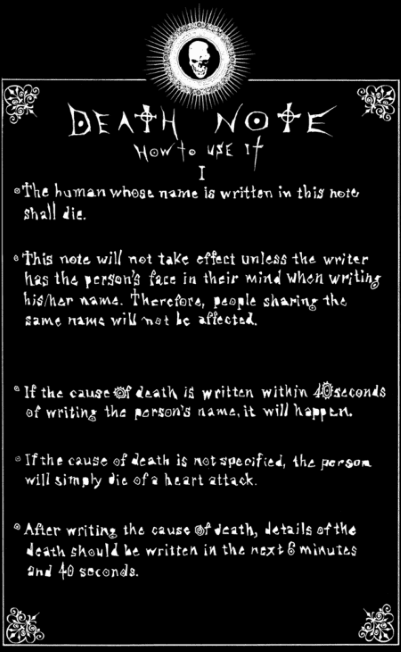 DEATH NOTE
How to use it
I
The human whose name is written in this note
shall die.
This note will not take effect unless the writer
has the person's face in their mind when writing
his/her name. Therefore, people sharing the
same name will not be affected.
If the cause of death is written within 40 seconds
of writing the person's name, it will happen.
If the cause of death is not specified, the person
will simply die of a heart attack.
After writing the cause of death, details of the
death should be written in the next 6 minutes
and 40 seconds.